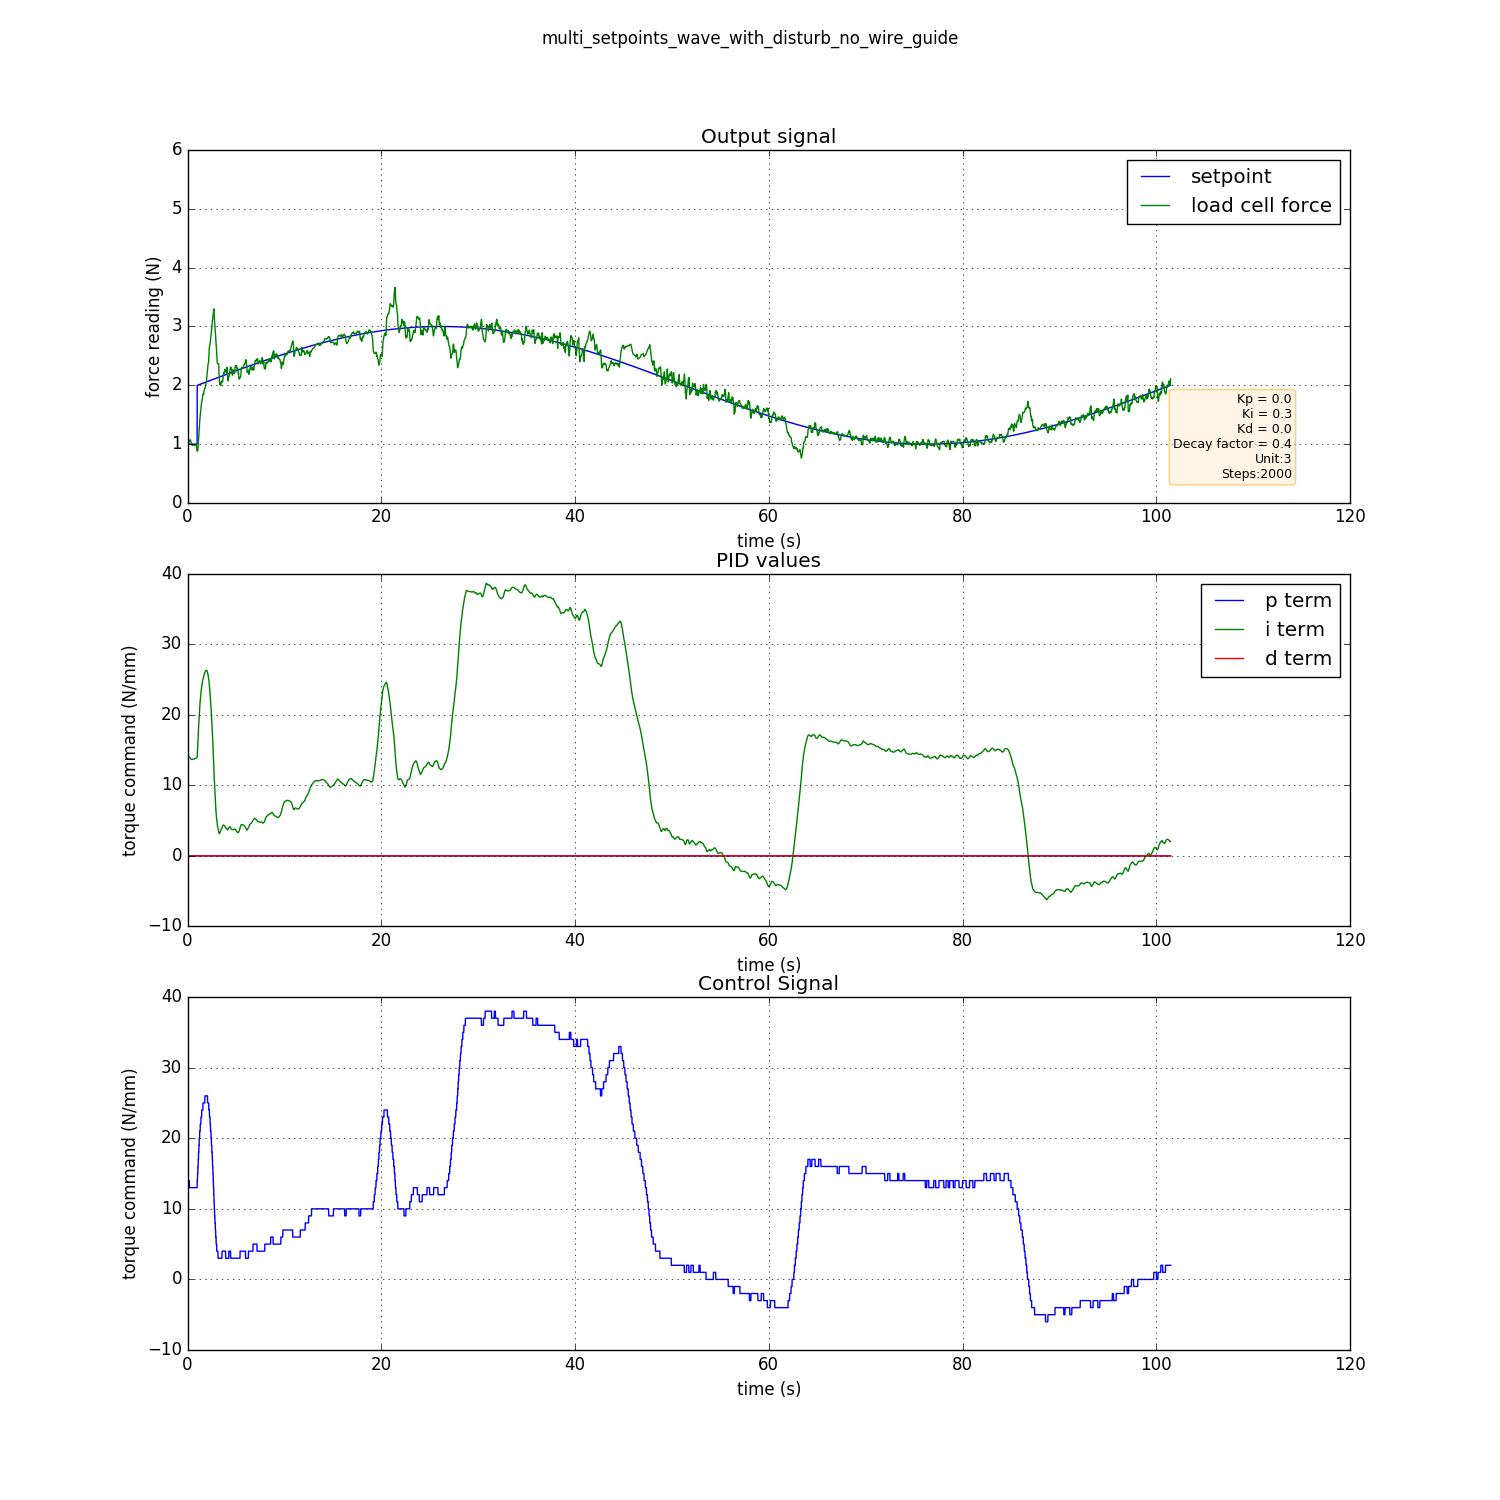 multi_setpoints_wave_with_disturb_no_wire_guide
Output signal
6
5
4
3
2
1
0
force reading (N)
setpoint
load cell force
Kp = 0.0
Ki = 0.3
Kd = 0.0
Decay factor = 0.4
Unit:3
Steps:2000
0 20 40 60 80 100 120
time (s)
PID values
40
30
20
10
0
−10
torque command (N/mm)
p term
i term
d term
0 20 40 60 80 100 120
time (s)
Control Signal
40
30
20
10
0
−10
torque command (N/mm)
0 20 40 60 80 100 120
time (s)